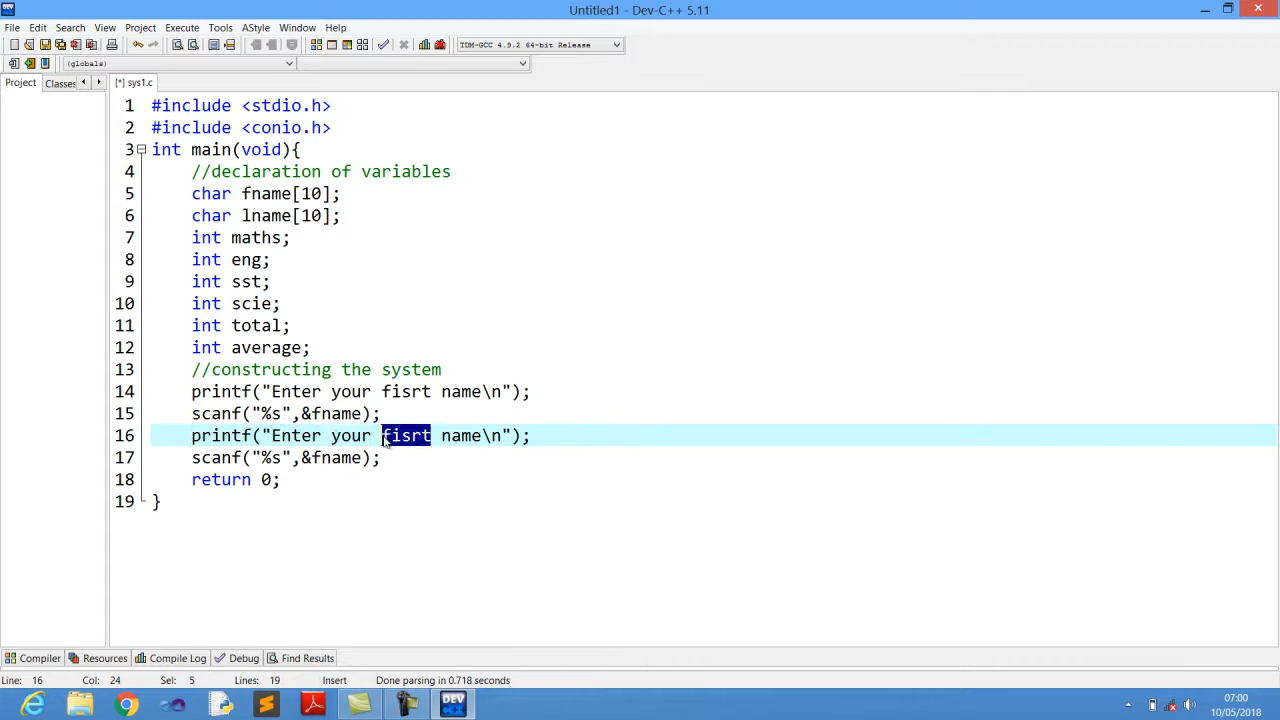 Untitled1 - Dev-C++ 5.11
File Edit Search View Project Execute Tools AStyle Window Help
TDM-GCC 4.9.2 64-bit Release
(globals)
Project Classes [*] sys1.c
1 #include <stdio.h>
2 #include <conio.h>
3 int main(void){
4 //declaration of variables
5 char fname[10];
6 char lname[10];
7 int maths;
8 int eng;
9 int sst;
10 int scie;
11 int total;
12 int average;
13 //constructing the system
14 printf("Enter your fisrt name\n");
15 scanf("%s",&fname);
16 printf("Enter your fisrt name\n");
17 scanf("%s",&fname);
18 return 0;
19 }
Compiler Resources Compile Log Debug Find Results
Line: 16 Col: 24 Sel: 5 Lines: 19 Insert Done parsing in 0.718 seconds
DEV
07:00
10/05/2018